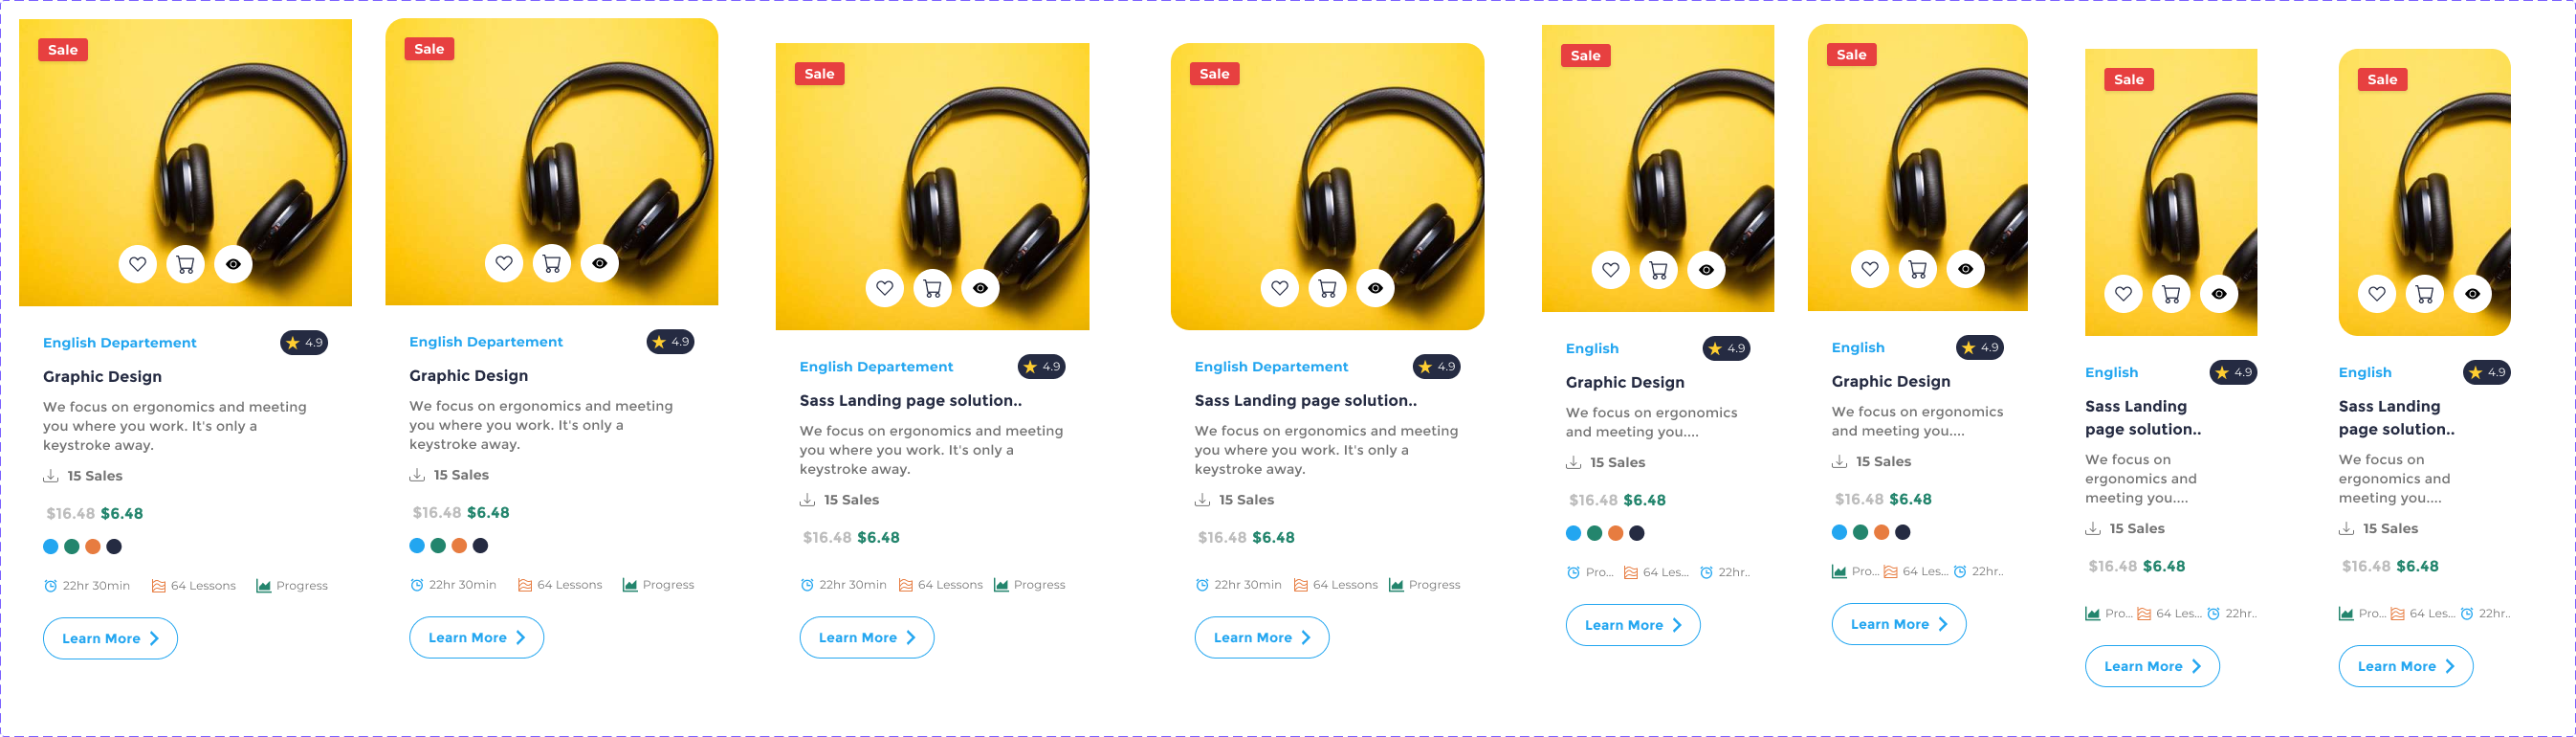 Sale
English Departement
4.9
Graphic Design
We focus on ergonomics and meeting
you where you work. It's only a
keystroke away.
15 Sales
$16.48 $6.48
22hr 30min
64 Lessons
Progress
Learn More
Sale
English Departement
4.9
Graphic Design
We focus on ergonomics and meeting
you where you work. It's only a
keystroke away.
15 Sales
$16.48 $6.48
22hr 30min
64 Lessons
Progress
Learn More
Sale
English Departement
4.9
Sass Landing page solution..
We focus on ergonomics and meeting
you where you work. It's only a
keystroke away.
15 Sales
$16.48 $6.48
22hr 30min
64 Lessons
Progress
Learn More
Sale
English Departement
4.9
Sass Landing page solution..
We focus on ergonomics and meeting
you where you work. It's only a
keystroke away.
15 Sales
$16.48 $6.48
22hr 30min
64 Lessons
Progress
Learn More
Sale
English
4.9
Graphic Design
We focus on ergonomics
and meeting you....
15 Sales
$16.48 $6.48
Pro...
64 Les...
22hr..
Learn More
Sale
English
4.9
Graphic Design
We focus on ergonomics
and meeting you....
15 Sales
$16.48 $6.48
Pro...
64 Les...
22hr..
Learn More
Sale
English
4.9
Sass Landing
page solution..
We focus on
ergonomics and
meeting you....
15 Sales
$16.48 $6.48
Pro...
64 Les...
22hr..
Learn More
Sale
English
4.9
Sass Landing
page solution..
We focus on
ergonomics and
meeting you....
15 Sales
$16.48 $6.48
Pro...
64 Les...
22hr..
Learn More